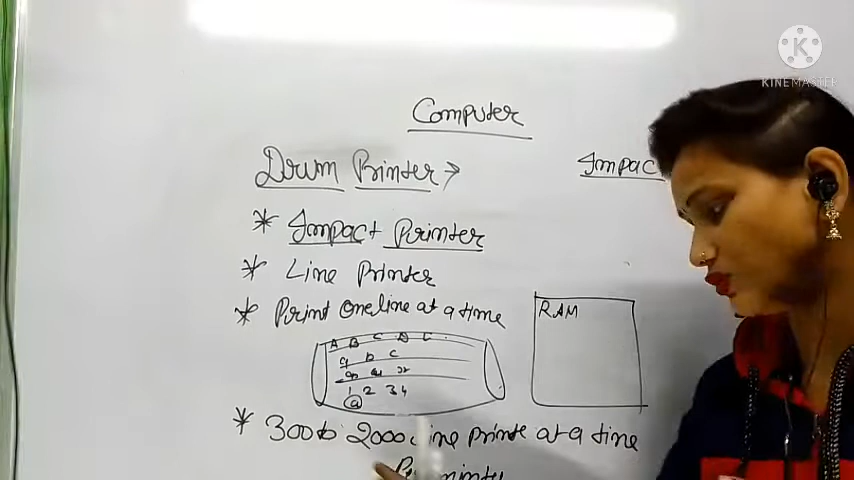 K
KINEMASTER
Computer
Drum Printer → Impac
* Impact Printer
* Line Printer
* Print one line at a time
RAM
A B C D
a b c
1 2 3 4
a
* 300 to 2000 Line printe at a time